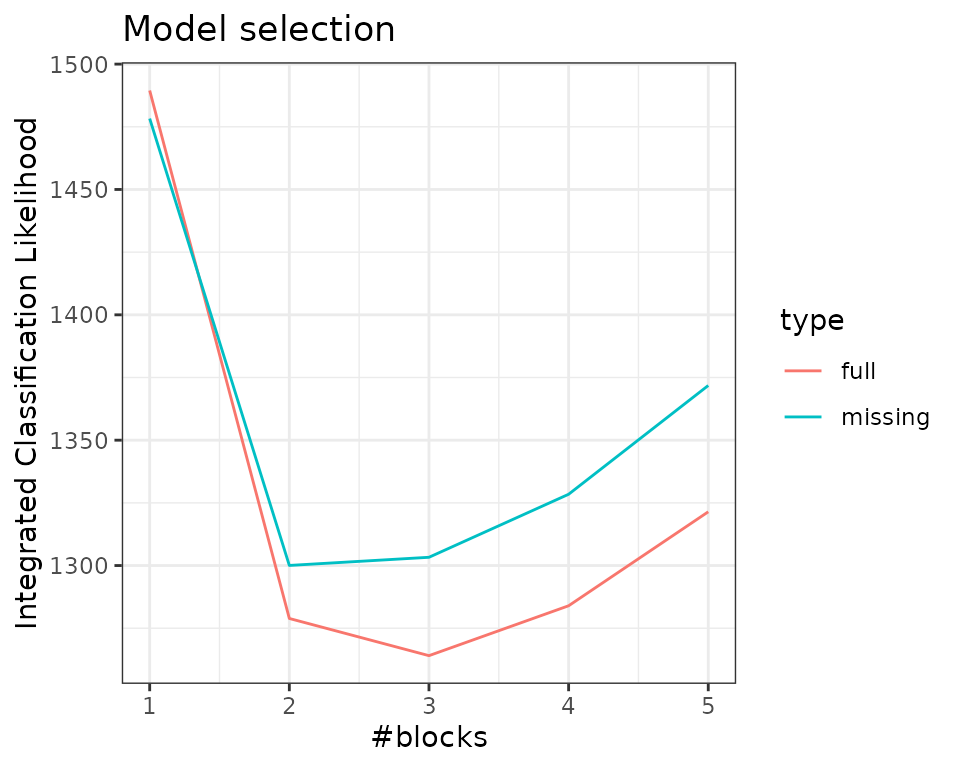 Model selection
Integrated Classification Likelihood
1500
1450
1400
1350
1300
1 2 3 4 5
#blocks
type
full
missing